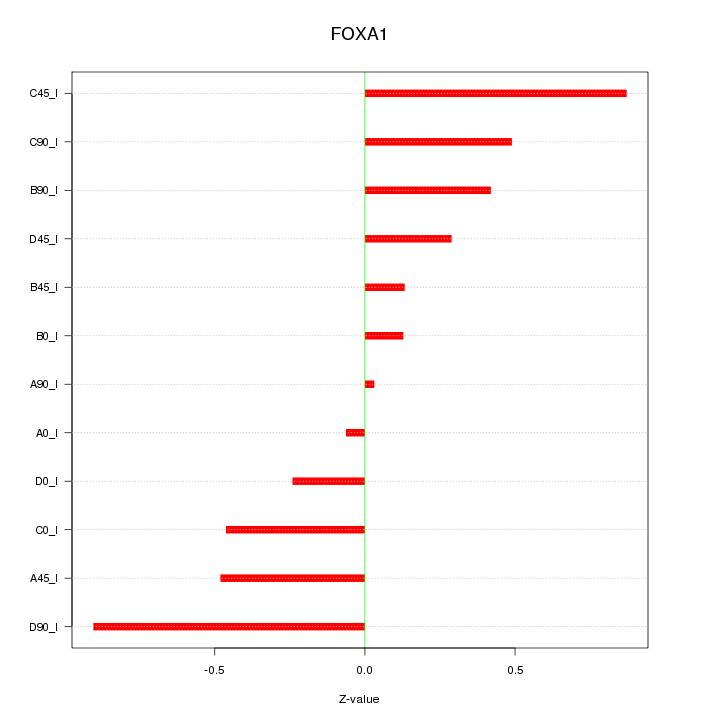 FOXA1
C45_I
C90_I
B90_I
D45_I
B45_I
B0_I
A90_I
A0_I
D0_I
C0_I
A45_I
D90_I
-0.5 0.0 0.5
Z-value